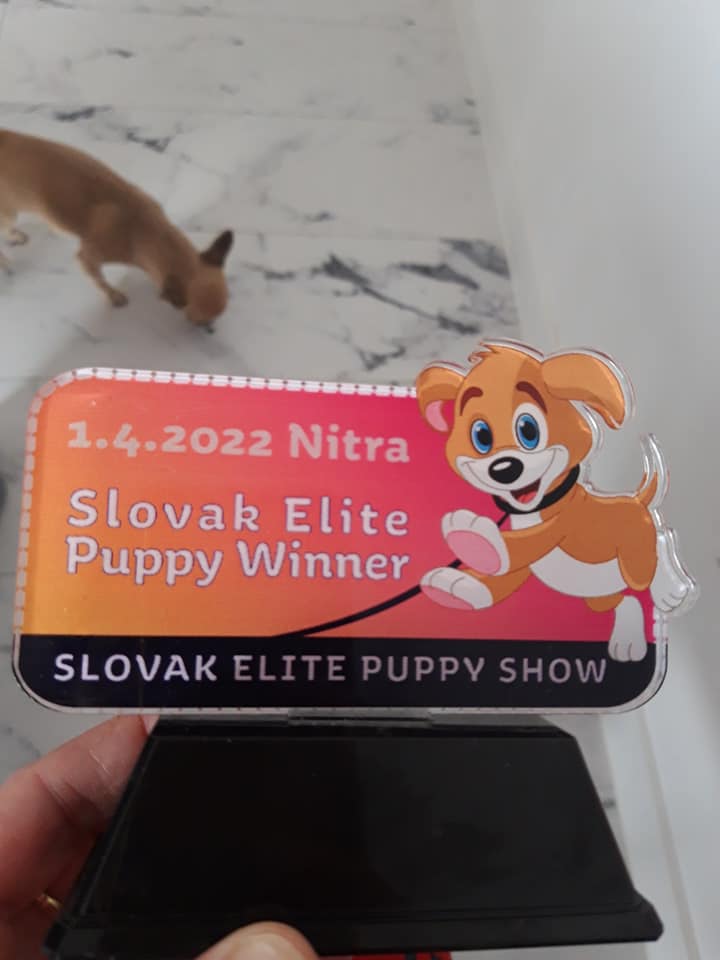 1.4.2022 Nitra
Slovak Elite
Puppy Winner
SLOVAK ELITE PUPPY SHOW